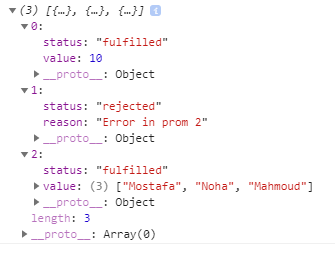 ▼ (3) [{…}, {…}, {…}] i
▼ 0:
status: "fulfilled"
value: 10
▶ __proto__: Object
▼ 1:
status: "rejected"
reason: "Error in prom 2"
▶ __proto__: Object
▼ 2:
status: "fulfilled"
▶ value: (3) ["Mostafa", "Noha", "Mahmoud"]
▶ __proto__: Object
length: 3
▶ __proto__: Array(0)